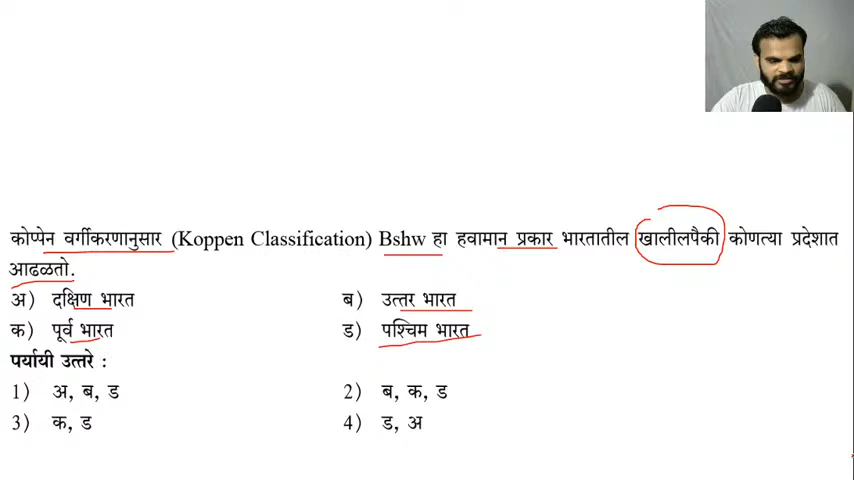 कोप्पेन वर्गीकरणानुसार (Koppen Classification) Bshw हा हवामान प्रकार भारतातील खालीलपैकी कोणत्या प्रदेशात
आढळतो.
अ) दक्षिण भारत ब) उत्तर भारत
क) पूर्व भारत ड) पश्चिम भारत
पर्यायी उत्तरे :
1) अ, ब, ड 2) ब, क, ड
3) क, ड 4) ड, अ